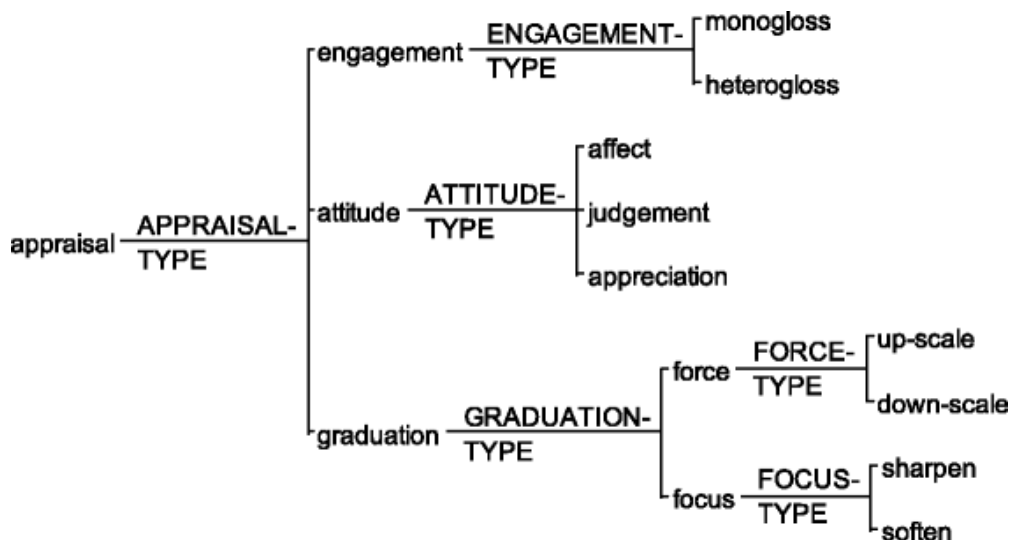 appraisal
APPRAISAL-
TYPE
engagement
ENGAGEMENT-
TYPE
monogloss
heterogloss
attitude
ATTITUDE-
TYPE
affect
judgement
appreciation
graduation
GRADUATION-
TYPE
force
FORCE-
TYPE
up-scale
down-scale
focus
FOCUS-
TYPE
sharpen
soften